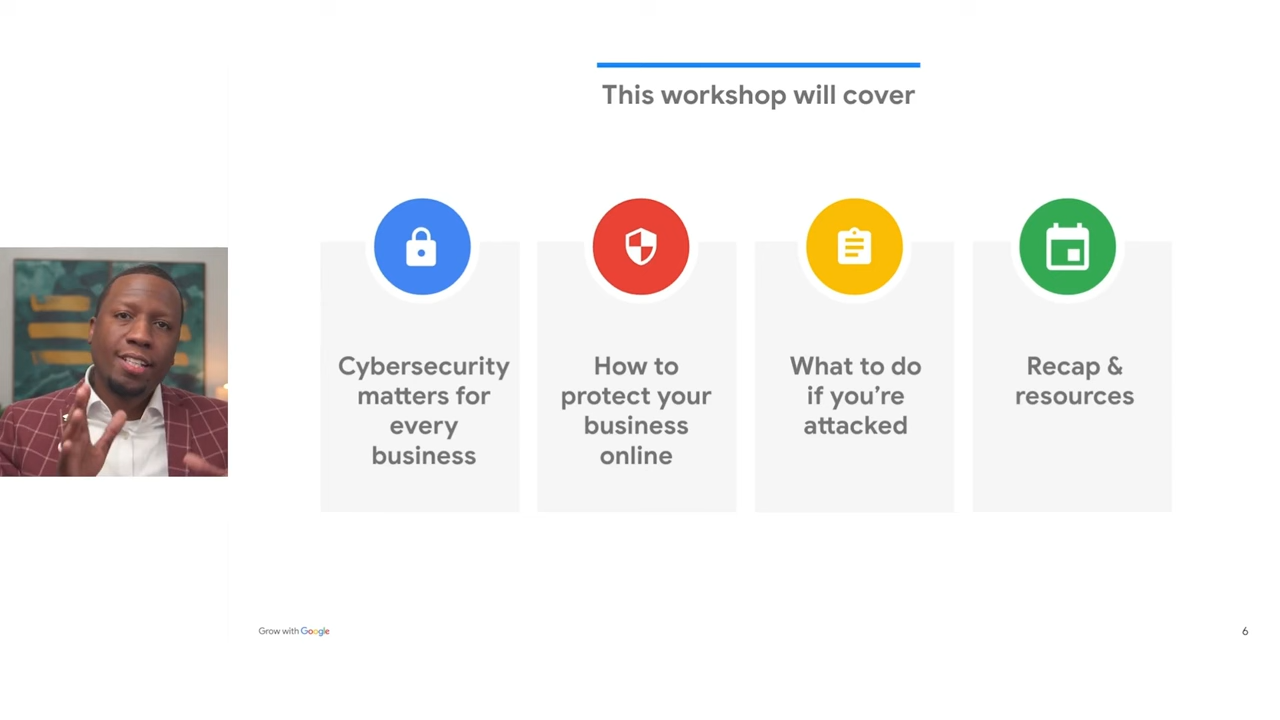 This workshop will cover
Cybersecurity
matters for
every
business
How to
protect your
business
online
What to do
if you’re
attacked
Recap &
resources
Grow with Google
6